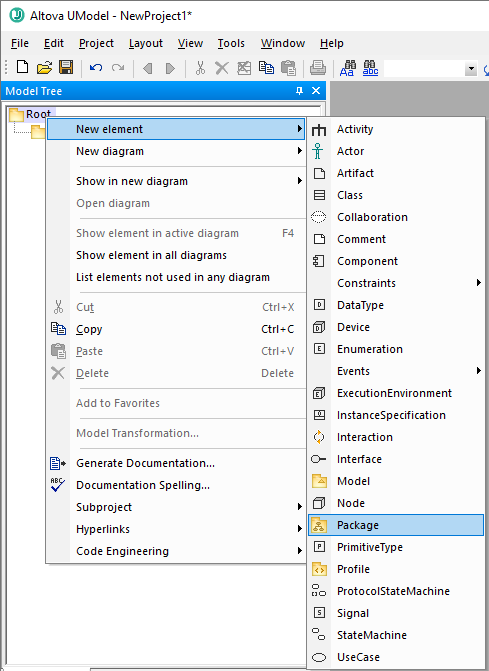 Altova UModel - NewProject1*
File Edit Project Layout View Tools Window Help
Model Tree
Root
New element
New diagram
Show in new diagram
Open diagram
Show element in active diagram F4
Show element in all diagrams
List elements not used in any diagram
Cut Ctrl+X
Copy Ctrl+C
Paste Ctrl+V
Delete Delete
Add to Favorites
Model Transformation...
Generate Documentation...
ABC Documentation Spelling...
Subproject
Hyperlinks
Code Engineering
Activity
Actor
Artifact
Class
Collaboration
Comment
Component
Constraints
D DataType
D Device
E Enumeration
Events
E ExecutionEnvironment
InstanceSpecification
Interaction
Interface
Model
Node
Package
P PrimitiveType
Profile
ProtocolStateMachine
S Signal
StateMachine
UseCase